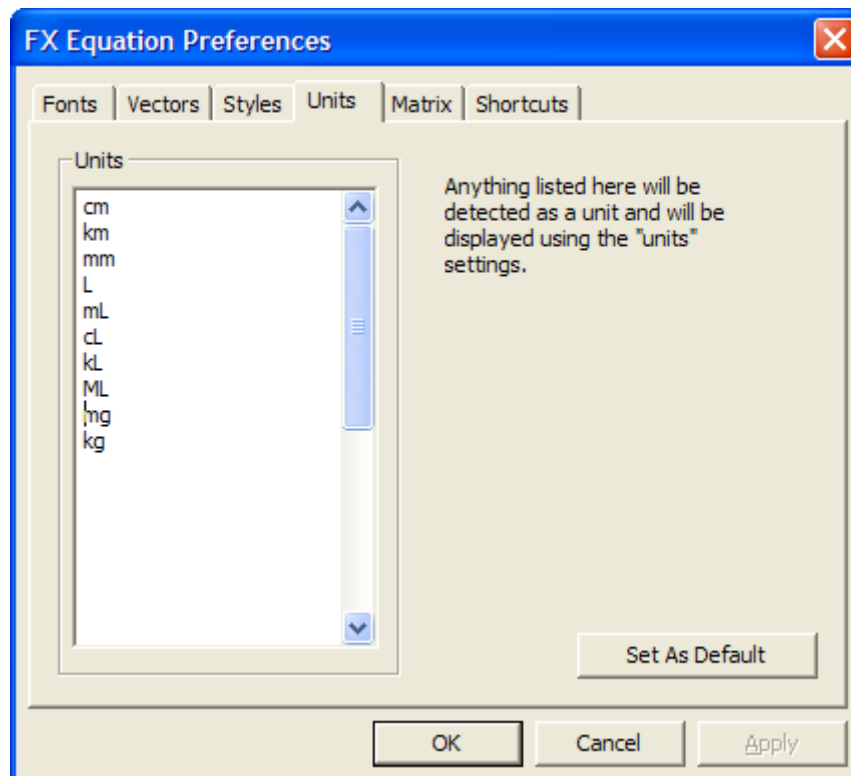 FX Equation Preferences
Fonts Vectors Styles Units Matrix Shortcuts
Units
cm
km
mm
L
mL
cL
kL
ML
mg
kg
Anything listed here will be
detected as a unit and will be
displayed using the "units"
settings.
Set As Default
OK Cancel Apply